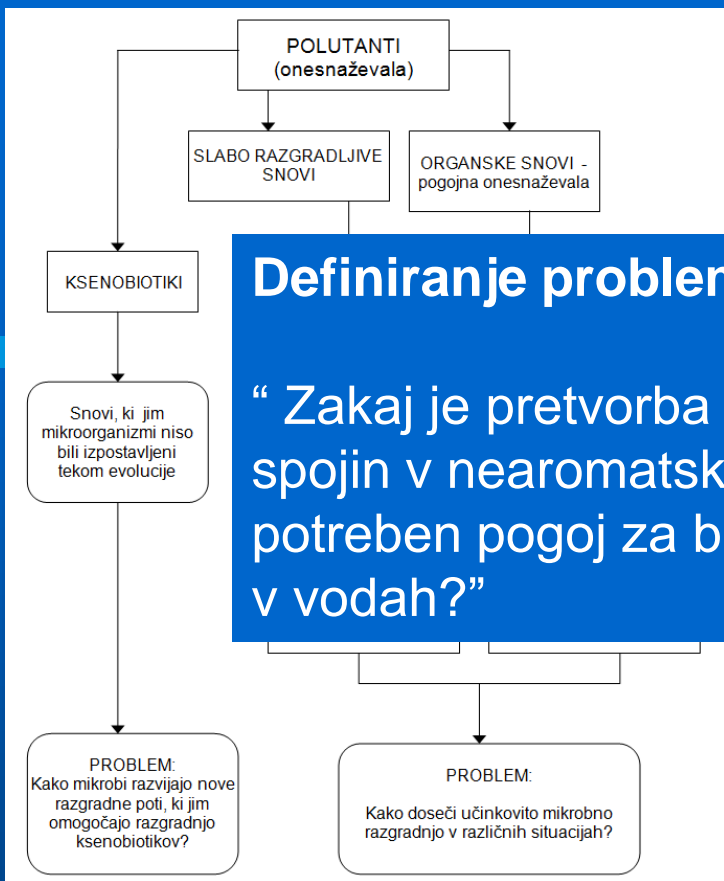 POLUTANTI
(onesnaževala)
SLABO RAZGRADLJIVE
SNOVI
ORGANSKE SNOVI -
pogojna onesnaževala
KSENOBIOTIKI
Snovi, ki jim
mikroorganizmi niso
bili izpostavljeni
tekom evolucije
Definiranje
“ Zakaj je pretvorba
spojin v
potreben pogoj za
v vodah?”
PROBLEM:
Kako mikrobi razvijajo nove
razgradne poti, ki jim
omogočajo razgradnjo
ksenobiotikov?
PROBLEM:
Kako doseči učinkovito mikrobno
razgradnjo v različnih situacijah?